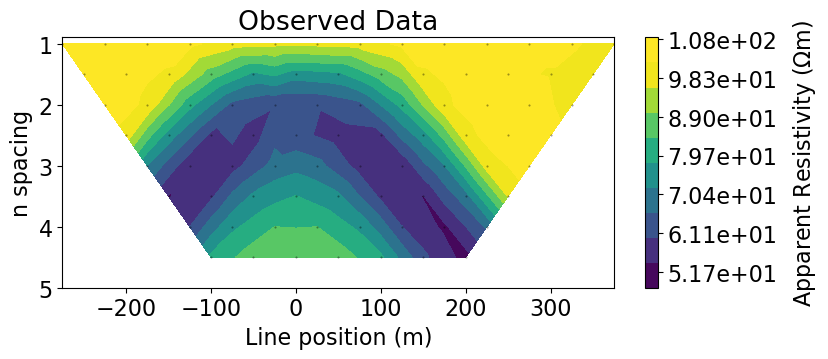 Observed Data
1
2
3
4
5
n spacing
−200
−100
0
100
200
300
Line position (m)
1.08e+02
9.83e+01
8.90e+01
7.97e+01
7.04e+01
6.11e+01
5.17e+01
Apparent Resistivity (Ωm)